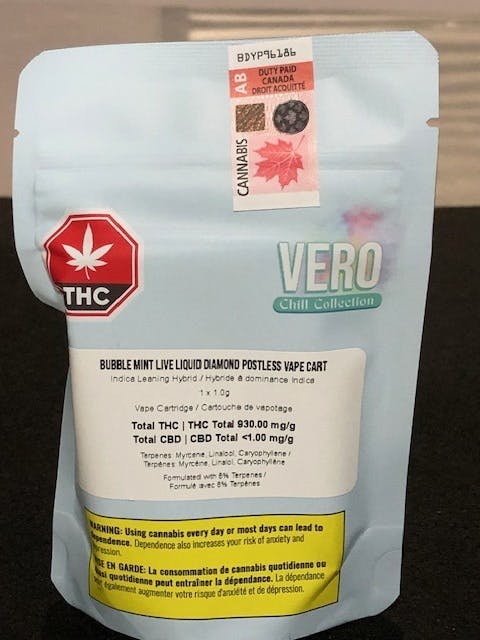 BDYP96186
AB
DUTY PAID
CANADA
DROIT ACQUITTÉ
CANNABIS
THC
VERO
Chill Collection
BUBBLE MINT LIVE LIQUID DIAMOND POSTLESS VAPE CART
Indica Leaning Hybrid / Hybride à dominance Indica
1 x 1.0g
Vape Cartridge / Cartouche de vapotage
Total THC | THC Total 930.00 mg/g
Total CBD | CBD Total <1.00 mg/g
Terpenes: Myrcene, Linalool, Caryophyllene /
Terpènes: Myrcène, Linalol, Caryophyllène
Formulated with 8% Terpenes /
Formulé avec 8% Terpènes
WARNING: Using cannabis every day or most days can lead to
dependence. Dependence also increases your risk of anxiety and
depression.
MISE EN GARDE: La consommation de cannabis quotidienne ou
quasi quotidienne peut entraîner la dépendance. La dépendance
peut également augmenter votre risque d'anxiété et de dépression.